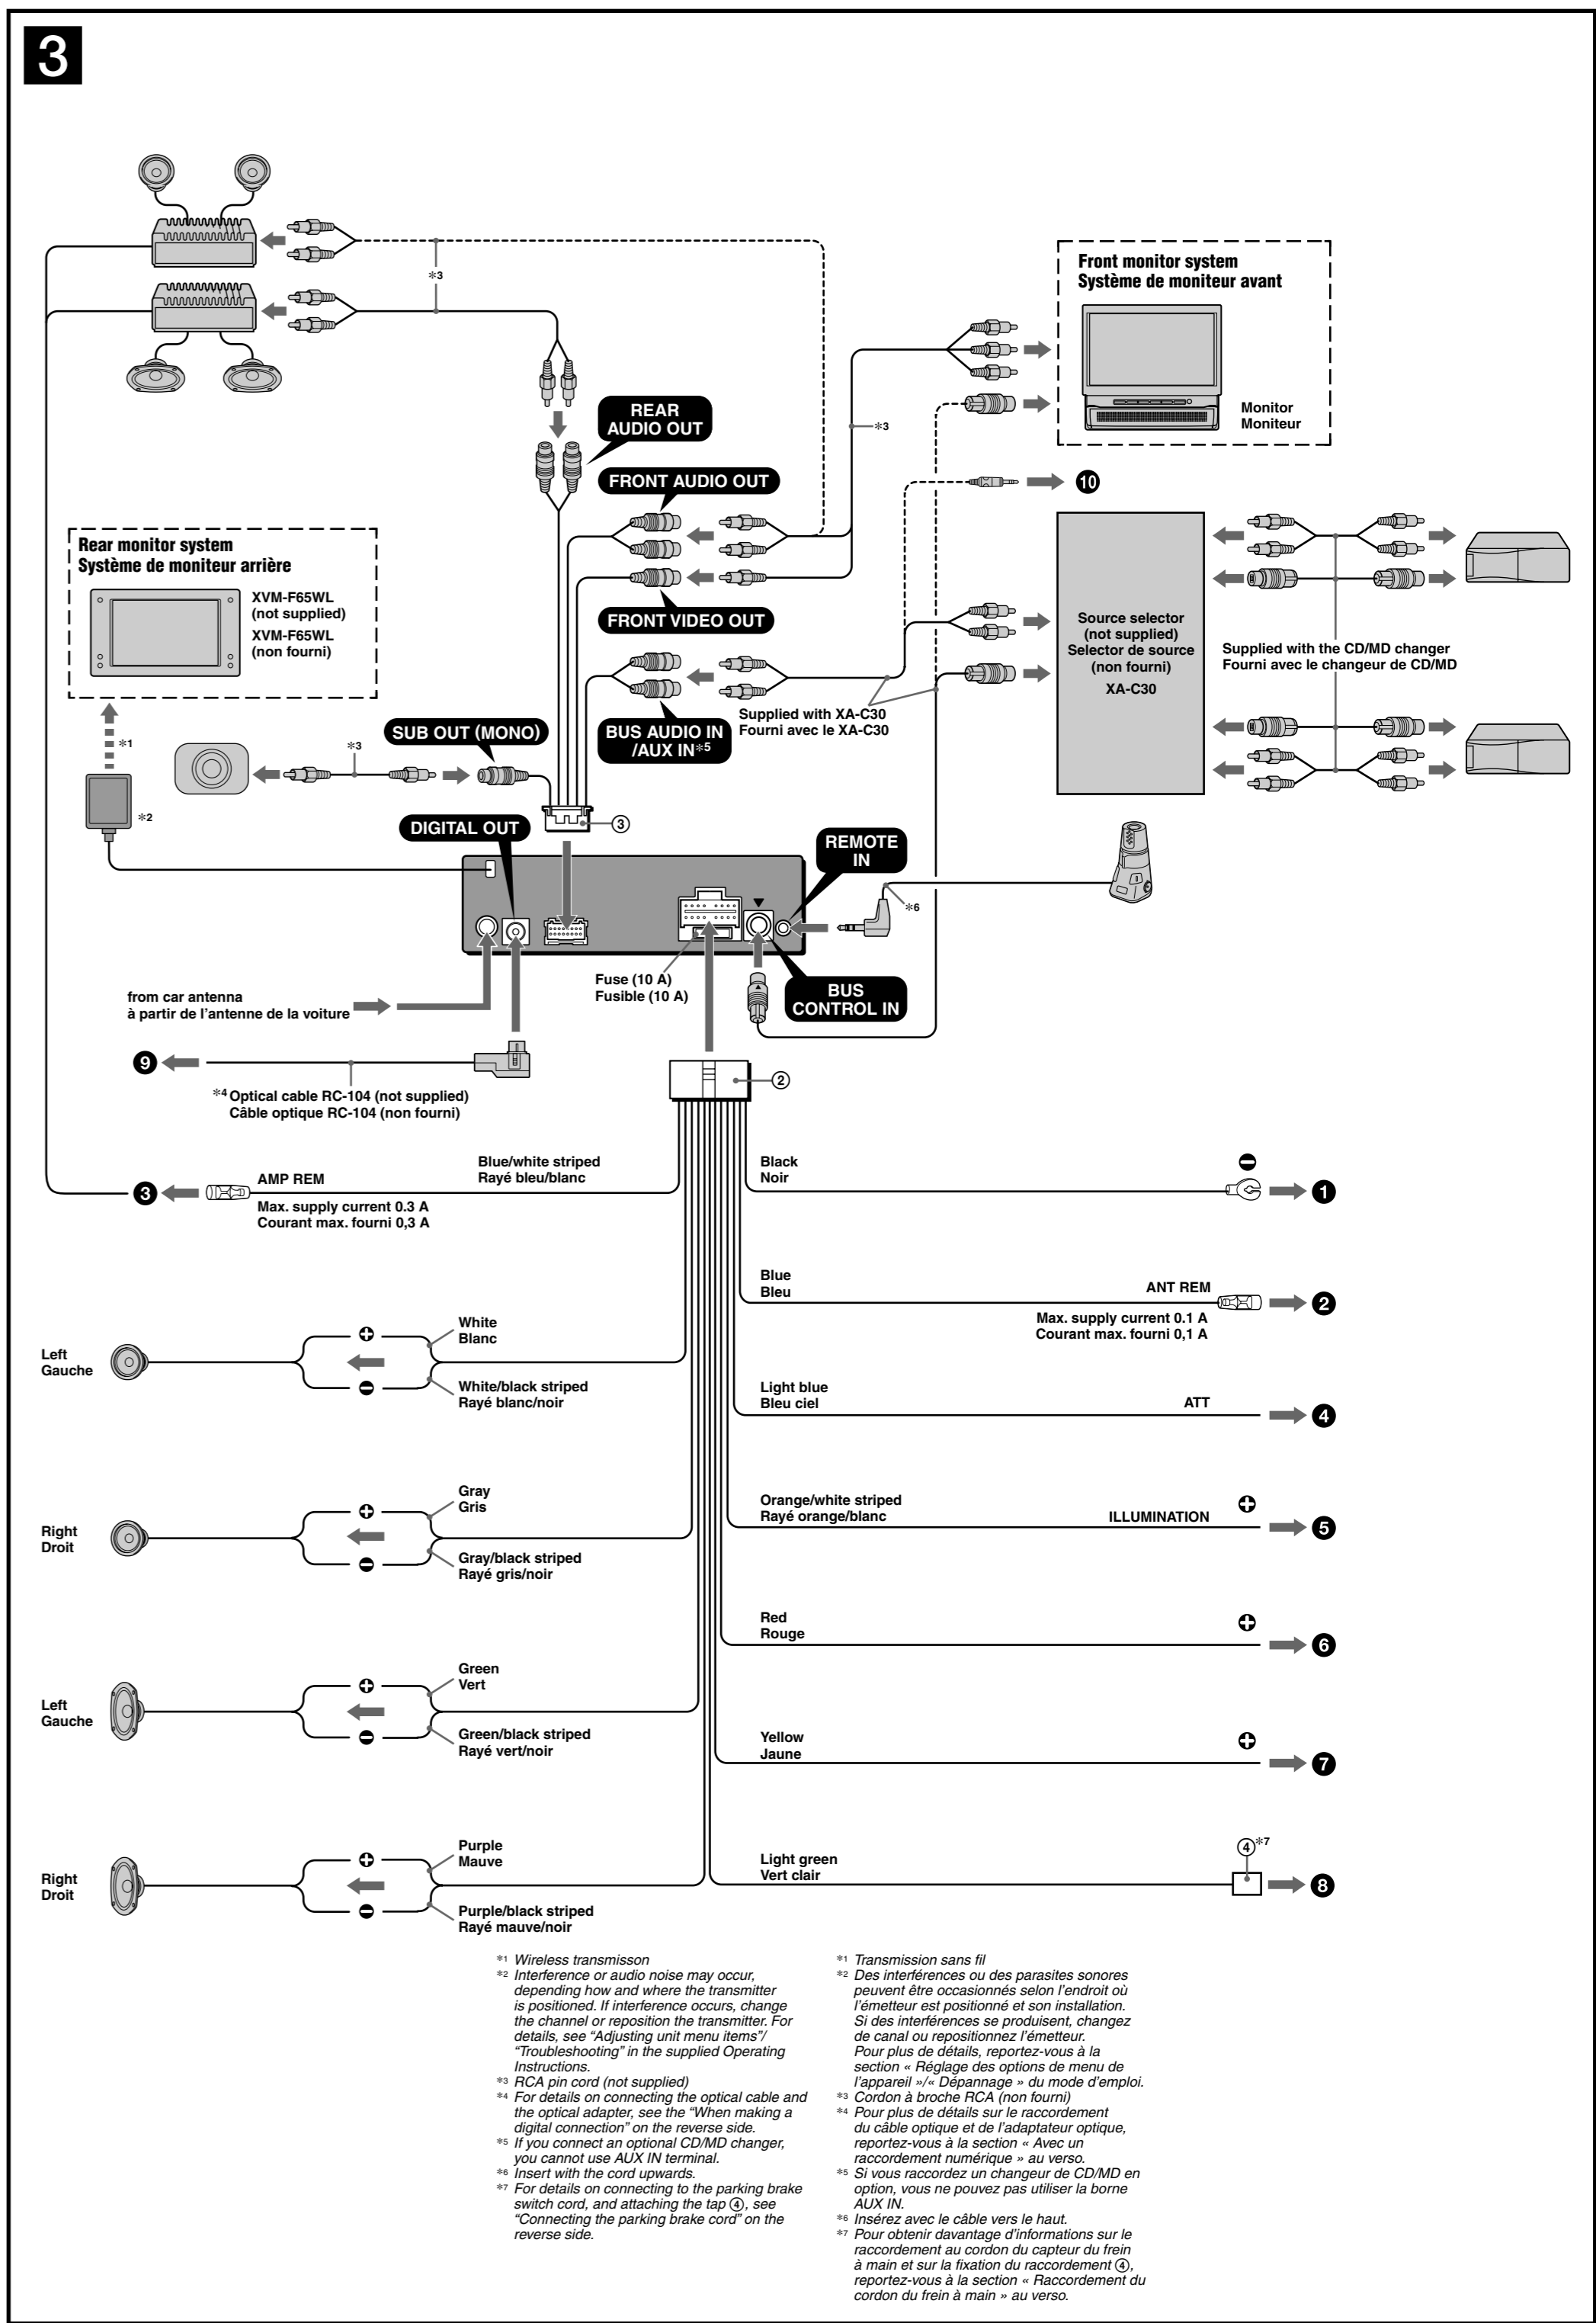 3
*3
Front monitor system
Système de moniteur avant
Monitor
Moniteur
*3
REAR
AUDIO OUT
FRONT AUDIO OUT
10
Rear monitor system
Système de moniteur arrière
XVM-F65WL
(not supplied)
XVM-F65WL
(non fourni)
FRONT VIDEO OUT
Source selector
(not supplied)
Selector de source
(non fourni)
XA-C30
Supplied with the CD/MD changer
Fourni avec le changeur de CD/MD
*1
*3
SUB OUT (MONO)
BUS AUDIO IN
/AUX IN*5
Supplied with XA-C30
Fourni avec le XA-C30
*2
DIGITAL OUT
3
REMOTE
IN
*6
Fuse (10 A)
Fusible (10 A)
BUS
CONTROL IN
from car antenna
à partir de l'antenne de la voiture
9
*4 Optical cable RC-104 (not supplied)
Câble optique RC-104 (non fourni)
2
3
AMP REM
Max. supply current 0.3 A
Courant max. fourni 0,3 A
Blue/white striped
Rayé bleu/blanc
Black
Noir
1
Blue
Bleu
ANT REM
Max. supply current 0.1 A
Courant max. fourni 0,1 A
2
Left
Gauche
White
Blanc
White/black striped
Rayé blanc/noir
Light blue
Bleu ciel
ATT
4
Right
Droit
Gray
Gris
Gray/black striped
Rayé gris/noir
Orange/white striped
Rayé orange/blanc
ILLUMINATION
5
Red
Rouge
6
Left
Gauche
Green
Vert
Green/black striped
Rayé vert/noir
Yellow
Jaune
7
Right
Droit
Purple
Mauve
Purple/black striped
Rayé mauve/noir
Light green
Vert clair
4 *7
8
*1 Wireless transmisson
*2 Interference or audio noise may occur,
depending how and where the transmitter
is positioned. If interference occurs, change
the channel or reposition the transmitter. For
details, see “Adjusting unit menu items”/
“Troubleshooting” in the supplied Operating
Instructions.
*3 RCA pin cord (not supplied)
*4 For details on connecting the optical cable and
the optical adapter, see the “When making a
digital connection” on the reverse side.
*5 If you connect an optional CD/MD changer,
you cannot use AUX IN terminal.
*6 Insert with the cord upwards.
*7 For details on connecting to the parking brake
switch cord, and attaching the tap ④, see
“Connecting the parking brake cord” on the
reverse side.
*1 Transmission sans fil
*2 Des interférences ou des parasites sonores
peuvent être occasionnés selon l'endroit où
l'émetteur est positionné et son installation.
Si des interférences se produisent, changez
de canal ou repositionnez l'émetteur.
Pour plus de détails, reportez-vous à la
section « Réglage des options de menu de
l'appareil »/« Dépannage » du mode d'emploi.
*3 Cordon à broche RCA (non fourni)
*4 Pour plus de détails sur le raccordement
du câble optique et de l'adaptateur optique,
reportez-vous à la section « Avec un
raccordement numérique » au verso.
*5 Si vous raccordez un changeur de CD/MD en
option, vous ne pouvez pas utiliser la borne
AUX IN.
*6 Insérez avec le câble vers le haut.
*7 Pour obtenir davantage d'informations sur le
raccordement au cordon du capteur du frein
à main et sur la fixation du raccordement ④,
reportez-vous à la section « Raccordement du
cordon du frein à main » au verso.